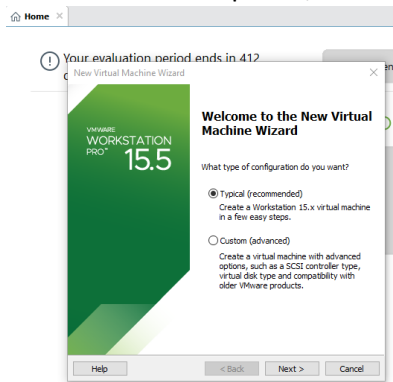 Home
Your evaluation period ends in 412
New Virtual Machine Wizard
VMWARE
WORKSTATION
PRO™ 15.5
Welcome to the New Virtual
Machine Wizard
What type of configuration do you want?
Typical (recommended)
Create a Workstation 15.x virtual machine
in a few easy steps.
Custom (advanced)
Create a virtual machine with advanced
options, such as a SCSI controller type,
virtual disk type and compatibility with
older VMware products.
Help
< Back
Next >
Cancel